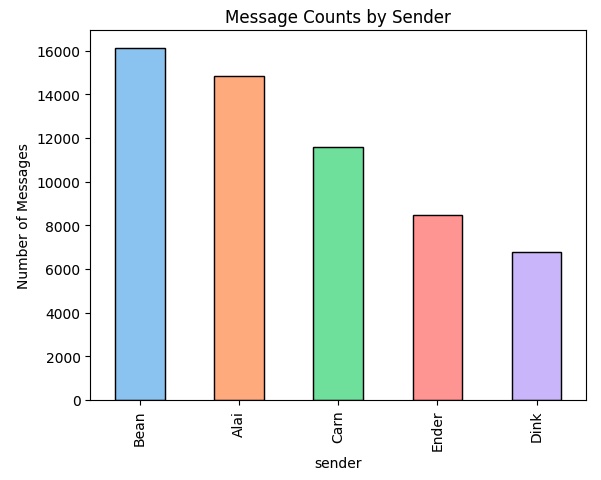 Message Counts by Sender
Number of Messages
16000
14000
12000
10000
8000
6000
4000
2000
0
Bean
Alai
Carn
Ender
Dink
sender